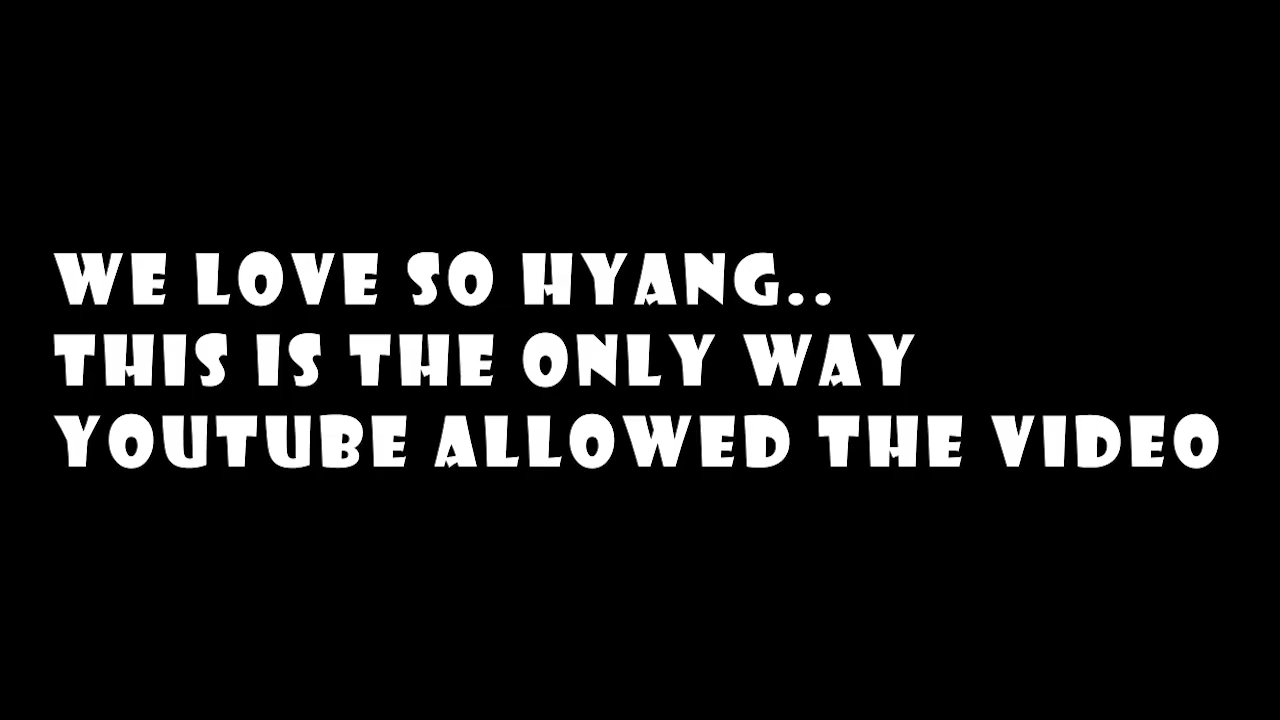 WE LOVE SO HYANG..
THIS IS THE ONLY WAY
YOUTUBE ALLOWED THE VIDEO